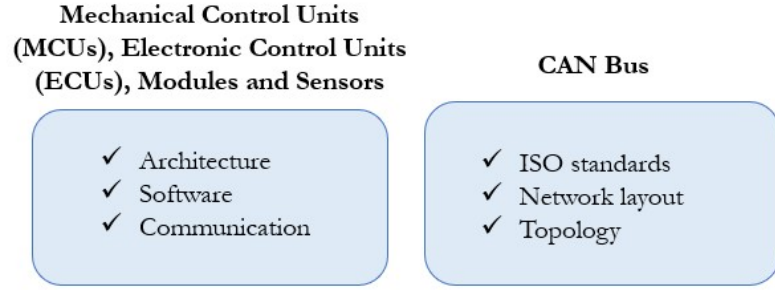 Mechanical Control Units
(MCUs), Electronic Control Units
(ECUs), Modules and Sensors
✓ Architecture
✓ Software
✓ Communication
CAN Bus
✓ ISO standards
✓ Network layout
✓ Topology